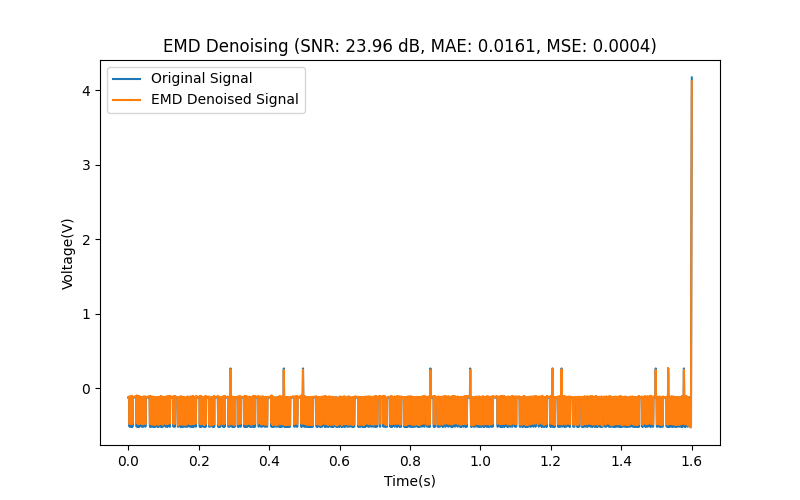 EMD Denoising (SNR: 23.96 dB, MAE: 0.0161, MSE: 0.0004)
Original Signal
EMD Denoised Signal
4
3
2
1
0
Voltage(V)
0.0 0.2 0.4 0.6 0.8 1.0 1.2 1.4 1.6
Time(s)